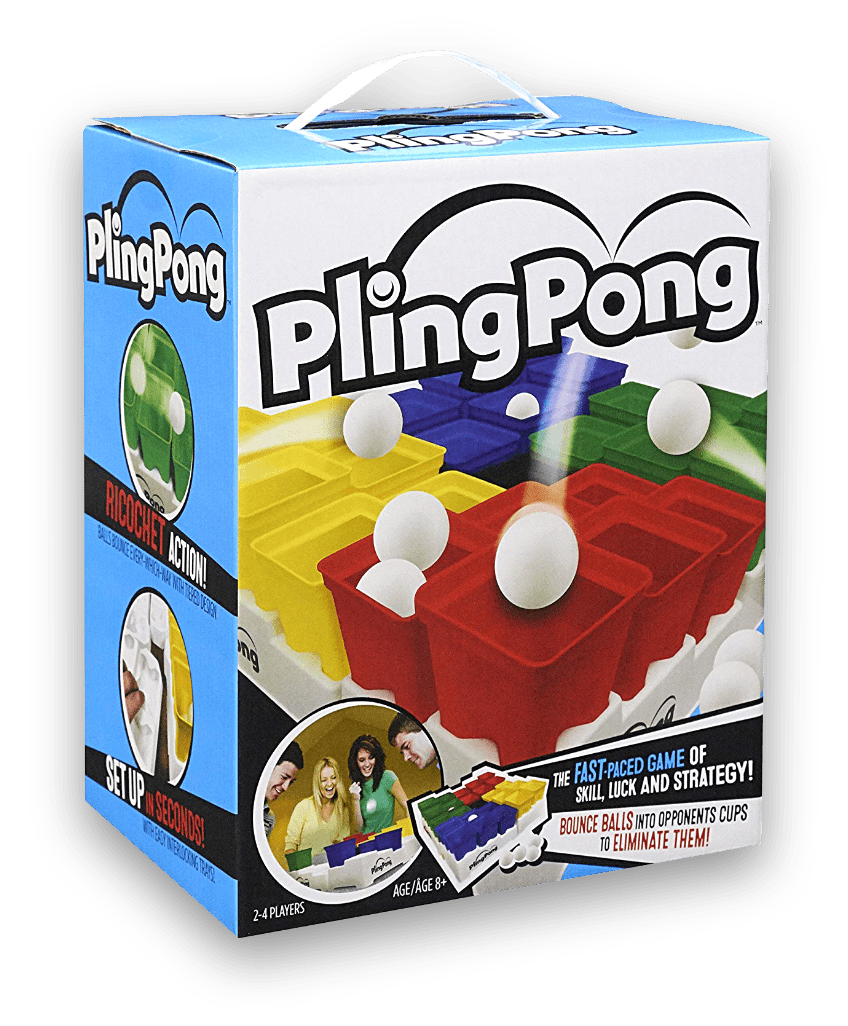 PlingPong
PlingPong
RICOCHET ACTION!
BALLS BOUNCE EVERY-WHICH-WAY WITH TIERED DESIGN
SET UP IN SECONDS!
WITH EASY INTERLOCKING TRAYS!
PlingPong™
THE FAST-PACED GAME OF
SKILL, LUCK AND STRATEGY!
BOUNCE BALLS INTO OPPONENTS CUPS
TO ELIMINATE THEM!
PlingPong
PlingPong
AGE/ÂGE 8+
2-4 PLAYERS